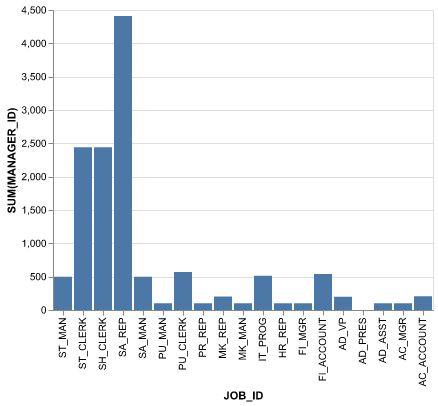 SUM(MANAGER_ID)
4,500
4,000
3,500
3,000
2,500
2,000
1,500
1,000
500
0
ST_MAN
ST_CLERK
SH_CLERK
SA_REP
SA_MAN
PU_MAN
PU_CLERK
PR_REP
MK_REP
MK_MAN
IT_PROG
HR_REP
FI_MGR
FI_ACCOUNT
AD_VP
AD_PRES
AD_ASST
AC_MGR
AC_ACCOUNT
JOB_ID